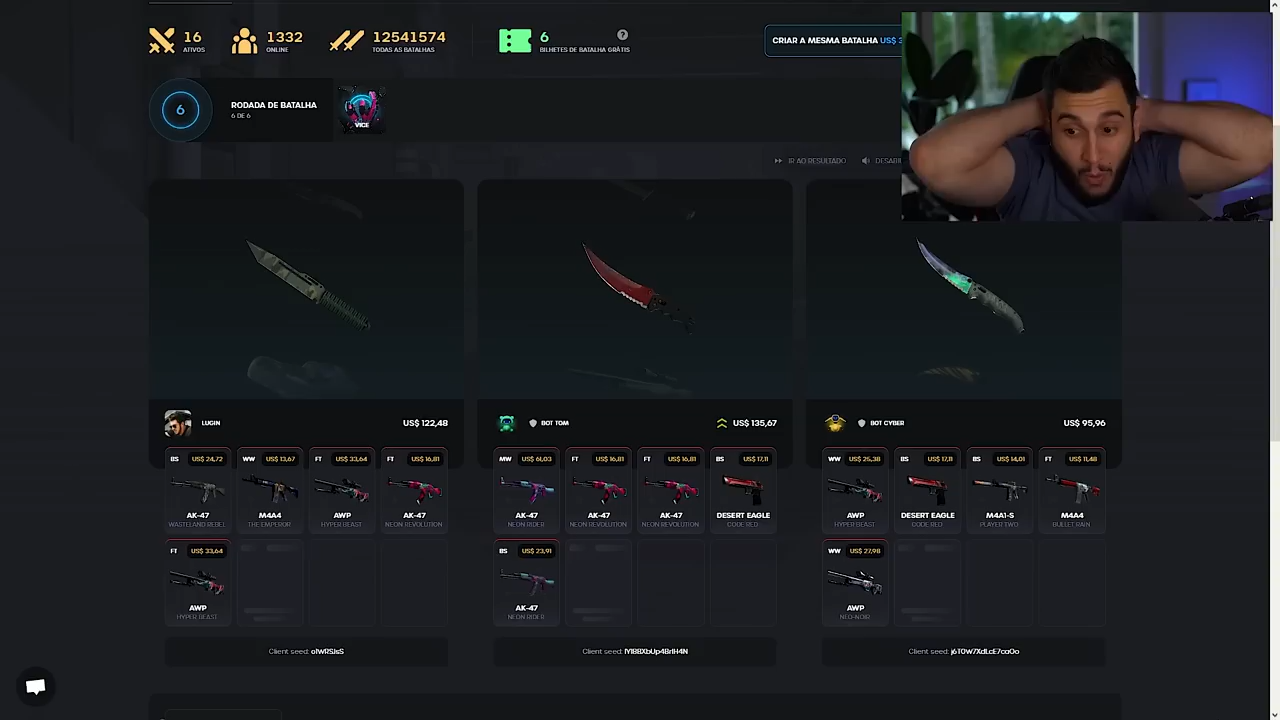 16
ATIVOS
1332
ONLINE
12541574
TODAS AS BATALHAS
6
BILHETES DE BATALHA GRÁTIS
?
CRIAR A MESMA BATALHA US$ 3
6
RODADA DE BATALHA
6 DE 6
VICE
IR AO RESULTADO
DESABI
LUGIN
US$ 122,48
BOT TOM
US$ 135,67
BOT CYBER
US$ 95,96
BS US$ 24,72
WW US$ 13,67
FT US$ 33,64
FT US$ 16,81
MW US$ 61,03
FT US$ 16,81
FT US$ 16,81
BS US$ 17,11
WW US$ 25,38
BS US$ 17,11
BS US$ 14,01
FT US$ 11,48
AK-47
M4A4
AWP
AK-47
AK-47
AK-47
AK-47
DESERT EAGLE
AWP
DESERT EAGLE
M4A1-S
M4A4
WASTELAND REBEL
THE EMPEROR
HYPER BEAST
NEON REVOLUTION
NEON RIDER
NEON REVOLUTION
NEON REVOLUTION
CODE RED
HYPER BEAST
CODE RED
PLAYER TWO
BULLET RAIN
FT US$ 33,64
BS US$ 23,91
WW US$ 27,98
AWP
AK-47
AWP
HYPER BEAST
NEON RIDER
NEO-NOIR
Client seed:
Client seed:
Client seed: